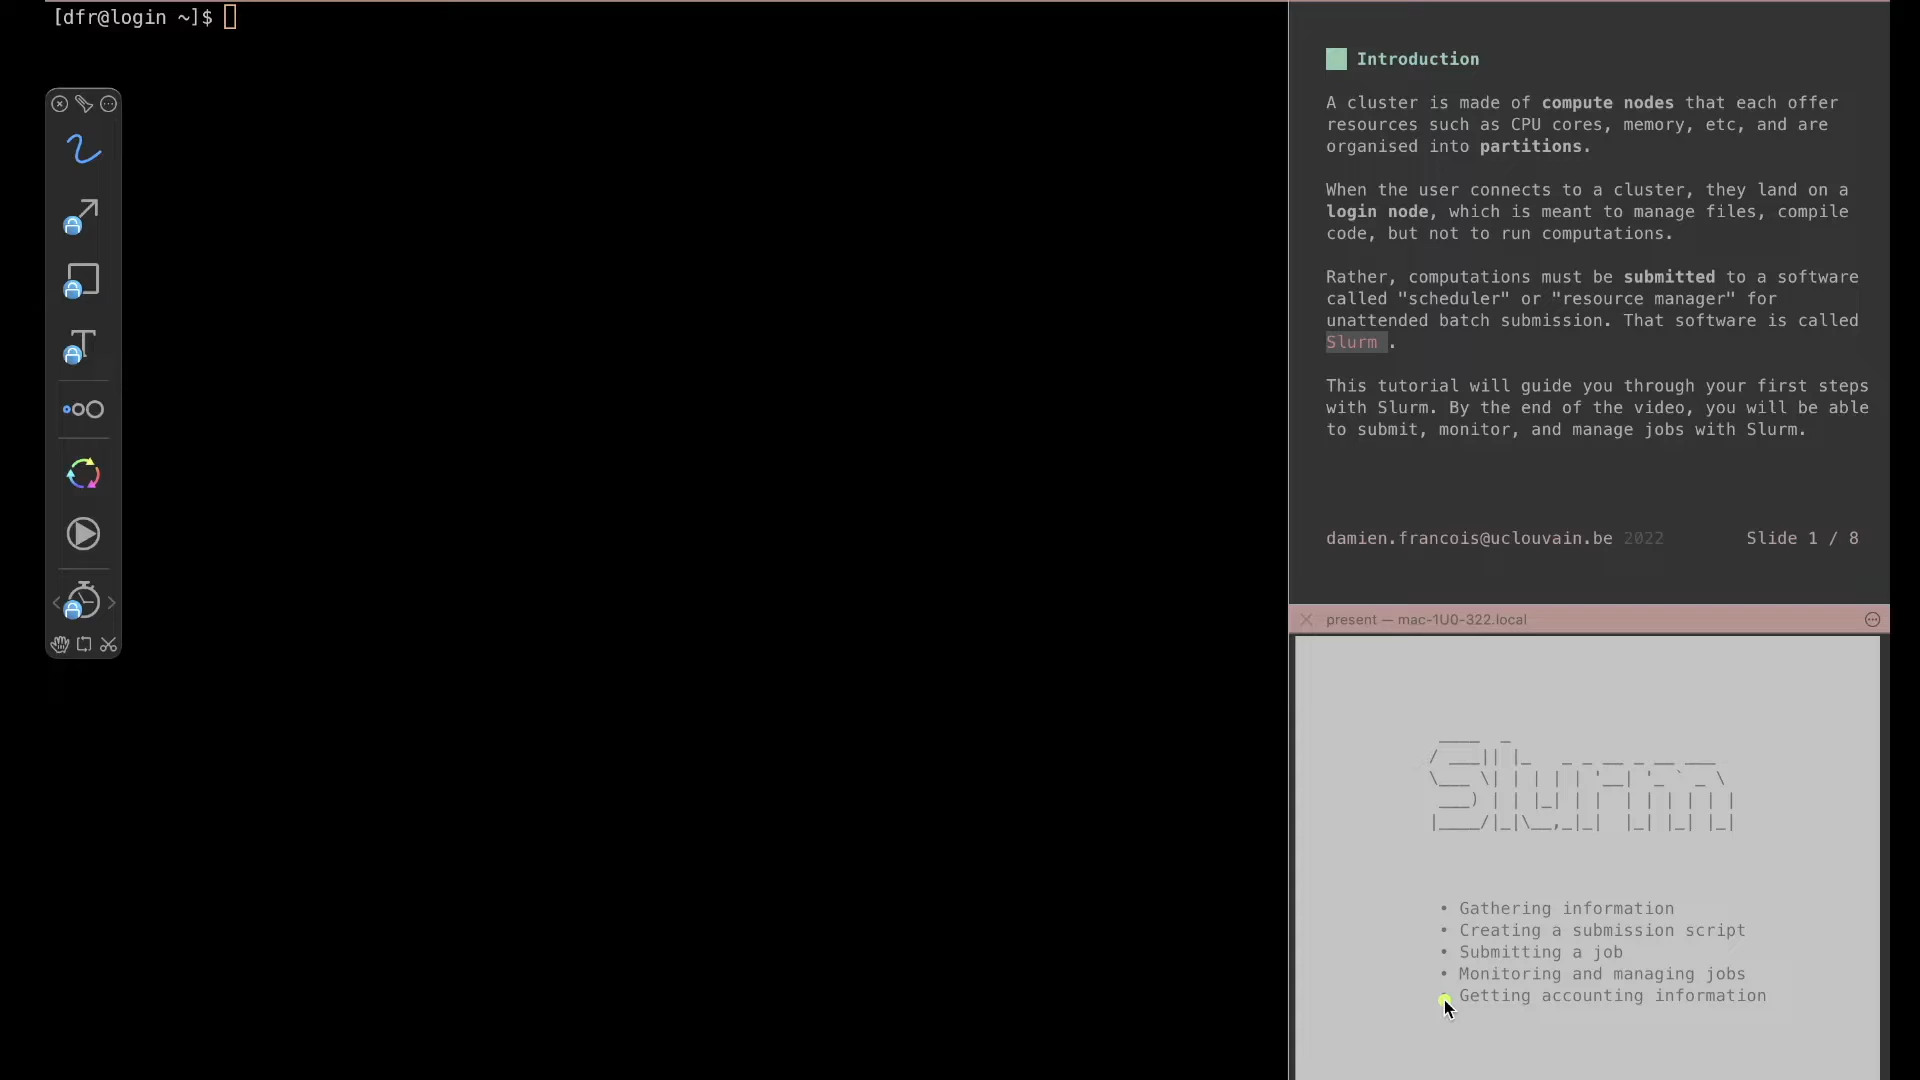 [dfr@login ~]$
Introduction
A cluster is made of compute nodes that each offer
resources such as CPU cores, memory, etc, and are
organised into partitions.
When the user connects to a cluster, they land on a
login node, which is meant to manage files, compile
code, but not to run computations.
Rather, computations must be submitted to a software
called "scheduler" or "resource manager" for
unattended batch submission. That software is called
Slurm .
This tutorial will guide you through your first steps
with Slurm. By the end of the video, you will be able
to submit, monitor, and manage jobs with Slurm.
damien.francois@uclouvain.be 2022 Slide 1 / 8
present — mac-1U0-322.local
Slurm
• Gathering information
• Creating a submission script
• Submitting a job
• Monitoring and managing jobs
• Getting accounting information